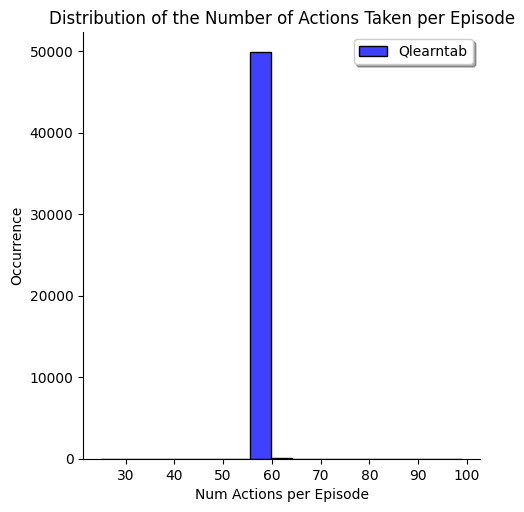 Distribution of the Number of Actions Taken per Episode
Qlearntab
50000
40000
30000
20000
10000
0
Occurrence
30 40 50 60 70 80 90 100
Num Actions per Episode